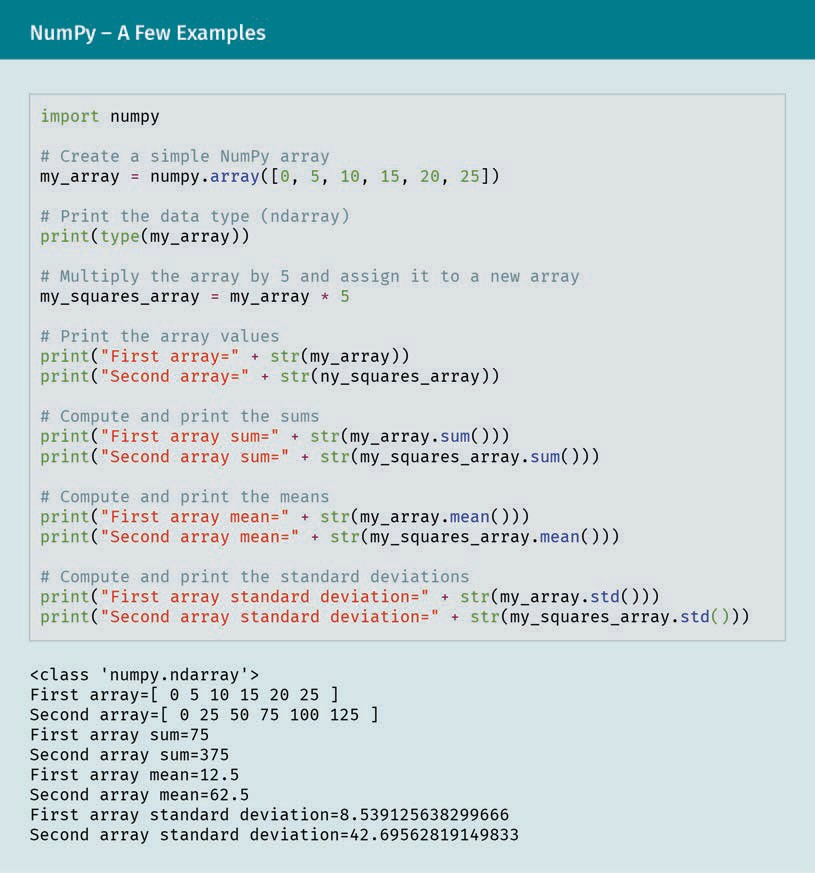 NumPy – A Few Examples
import numpy
# Create a simple NumPy array
my_array = numpy.array([0, 5, 10, 15, 20, 25])
# Print the data type (ndarray)
print(type(my_array))
# Multiply the array by 5 and assign it to a new array
my_squares_array = my_array * 5
# Print the array values
print("First array=" + str(my_array))
print("Second array=" + str(ny_squares_array))
# Compute and print the sums
print("First array sum=" + str(my_array.sum()))
print("Second array sum=" + str(my_squares_array.sum()))
# Compute and print the means
print("First array mean=" + str(my_array.mean()))
print("Second array mean=" + str(my_squares_array.mean()))
# Compute and print the standard deviations
print("First array standard deviation=" + str(my_array.std()))
print("Second array standard deviation=" + str(my_squares_array.std()))
<class 'numpy.ndarray'>
First array=[ 0 5 10 15 20 25 ]
Second array=[ 0 25 50 75 100 125 ]
First array sum=75
Second array sum=375
First array mean=12.5
Second array mean=62.5
First array standard deviation=8.539125638299666
Second array standard deviation=42.69562819149833